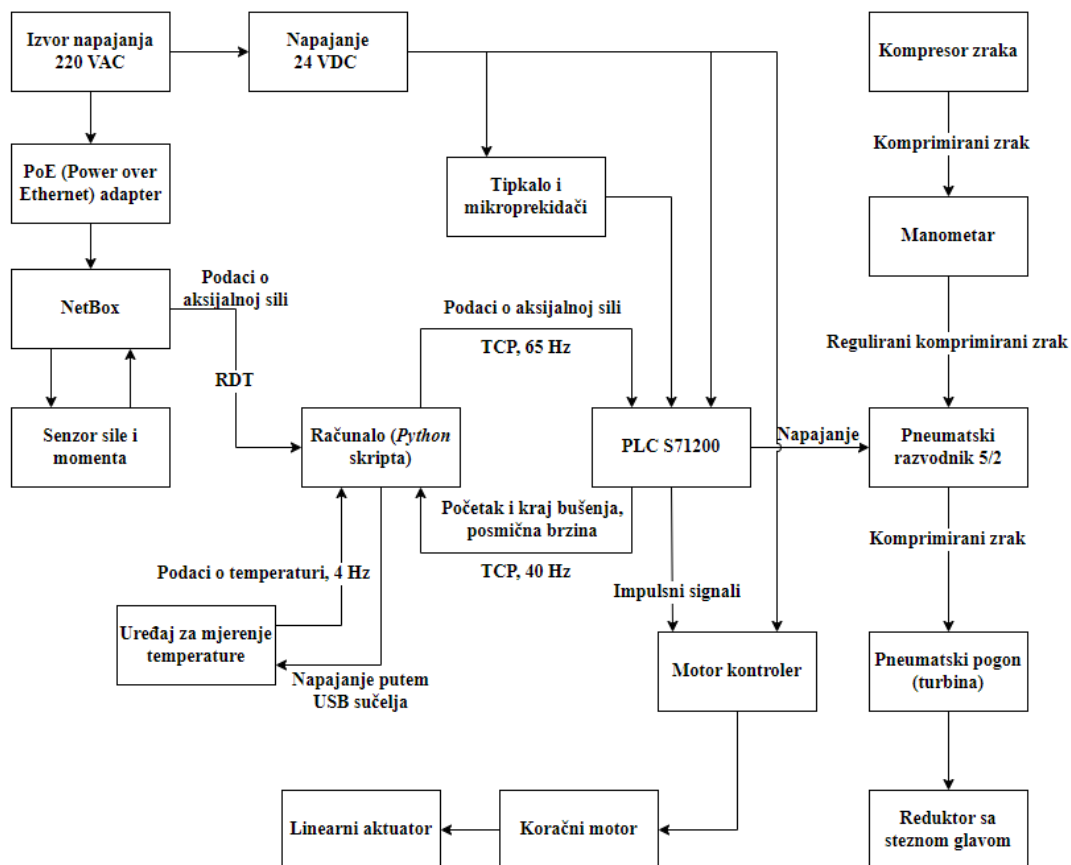 Izvor napajanja
220 VAC
Napajanje
24 VDC
Kompresor zraka
Komprimirani zrak
PoE (Power over
Ethernet) adapter
Tipkalo i
mikroprekidači
Manometar
NetBox
Podaci o
aksijalnoj sili
Podaci o aksijalnoj sili
TCP, 65 Hz
Regulirani komprimirani zrak
RDT
Senzor sile i
momenta
Računalo (Python
skripta)
PLC S71200
Napajanje
Pneumatski
razvodnik 5/2
Početak i kraj bušenja,
posmična brzina
TCP, 40 Hz
Komprimirani zrak
Podaci o temperaturi, 4 Hz
Impulsni signali
Uređaj za mjerenje
temperature
Napajanje putem
USB sučelja
Motor kontroler
Pneumatski pogon
(turbina)
Linearni aktuator
Koračni motor
Reduktor sa
steznom glavom